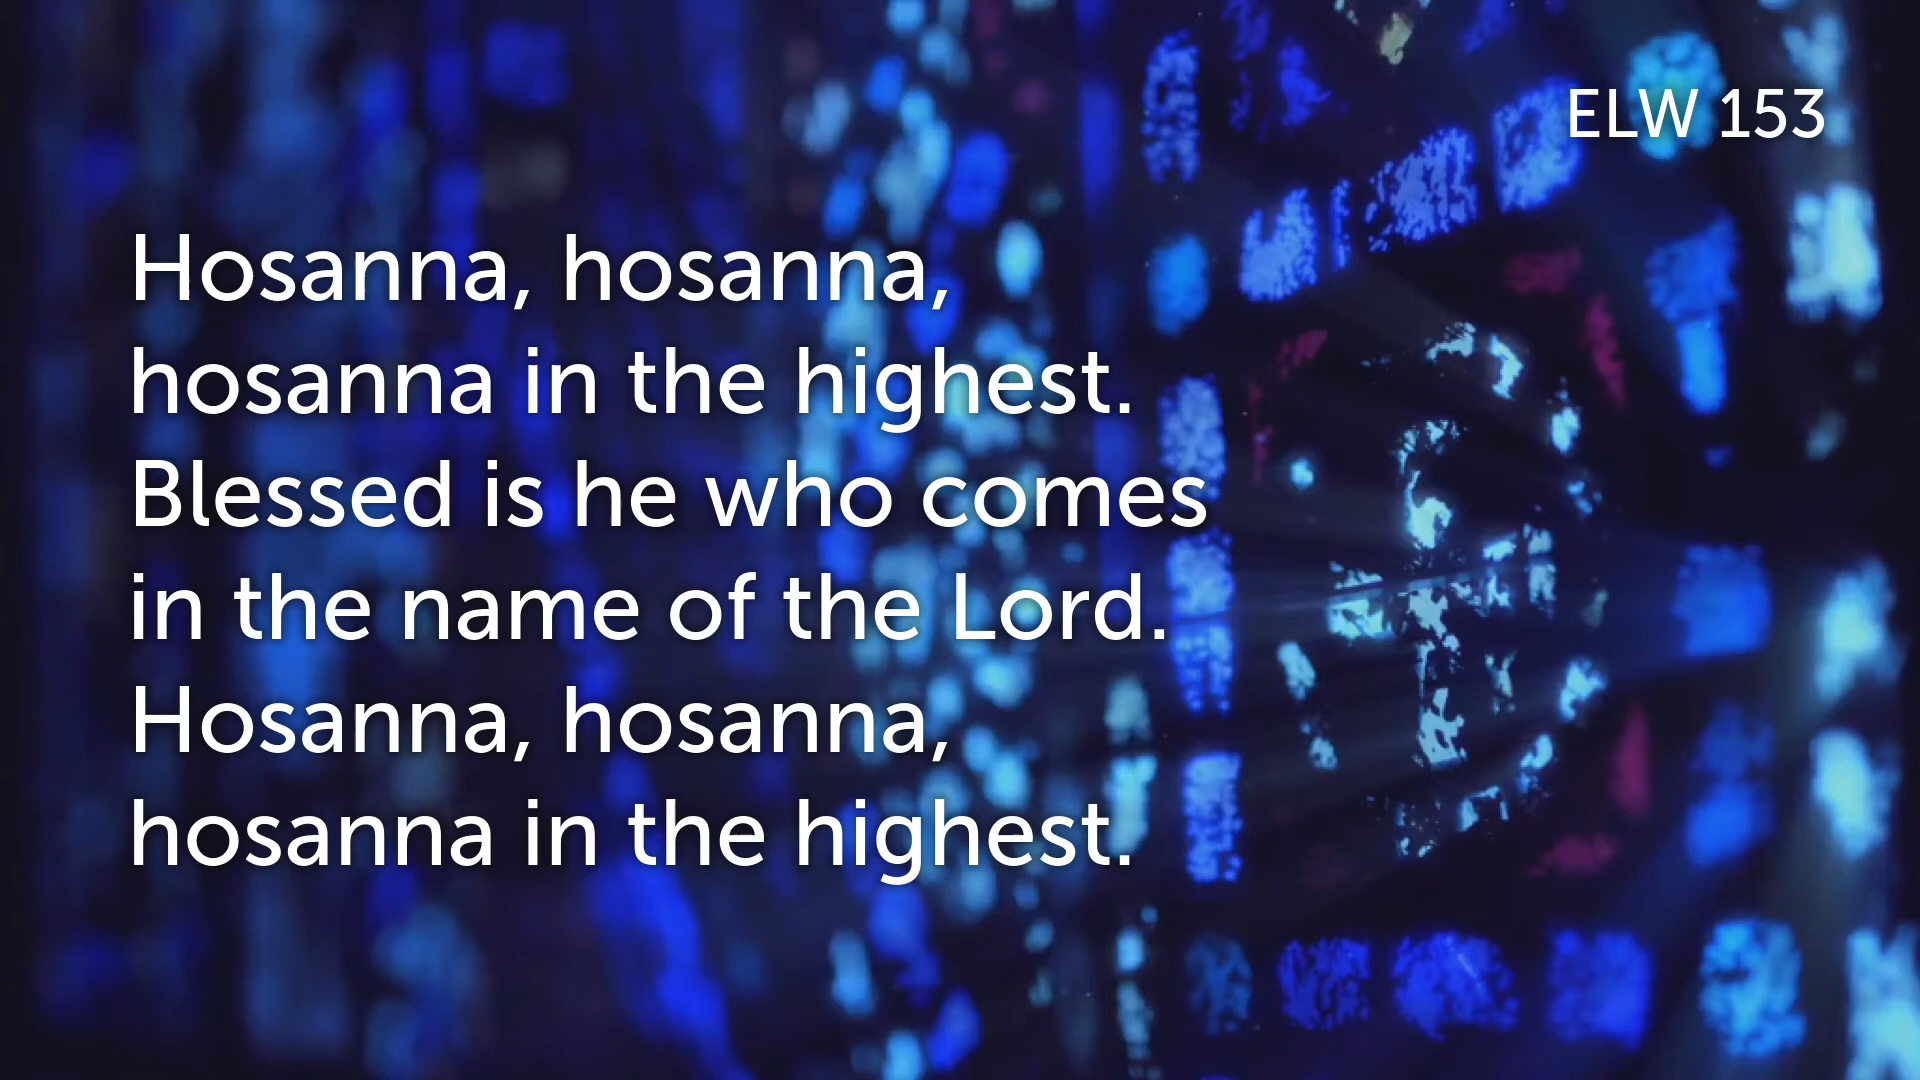 ELW 153
Hosanna, hosanna,
hosanna in the highest.
Blessed is he who comes
in the name of the Lord.
Hosanna, hosanna,
hosanna in the highest.